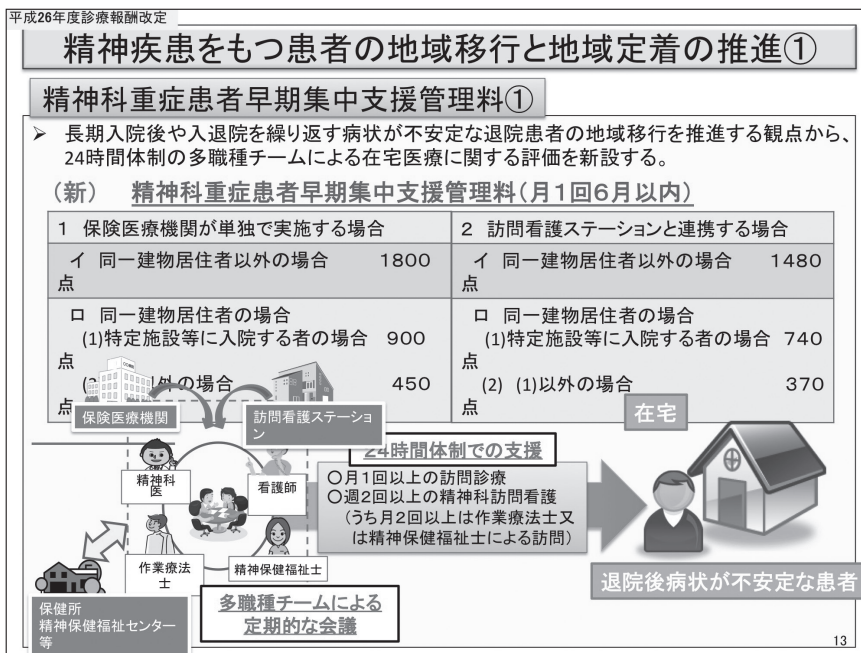 平成26年度診療報酬改定
精神疾患をもつ患者の地域移行と地域定着の推進①
精神科重症患者早期集中支援管理料①
➢ 長期入院後や入退院を繰り返す病状が不安定な退院患者の地域移行を推進する観点から、
24時間体制の多職種チームによる在宅医療に関する評価を新設する。
(新) 精神科重症患者早期集中支援管理料(月1回6月以内)
1 保険医療機関が単独で実施する場合
イ 同一建物居住者以外の場合 1800
点
ロ 同一建物居住者の場合
(1)特定施設等に入院する者の場合 900
点
外の場合 450
点
2 訪問看護ステーションと連携する場合
イ 同一建物居住者以外の場合 1480
点
ロ 同一建物居住者の場合
(1)特定施設等に入院する者の場合 740
点
(2) (1)以外の場合 370
点
保険医療機関
訪問看護ステーショ
ン
在宅
精神科
医
看護師
作業療法
士
精神保健福祉士
24時間体制での支援
○月1回以上の訪問診療
○週2回以上の精神科訪問看護
(うち月2回以上は作業療法士又
は精神保健福祉士による訪問)
退院後病状が不安定な患者
保健所
精神保健福祉センター
等
多職種チームによる
定期的な会議
13